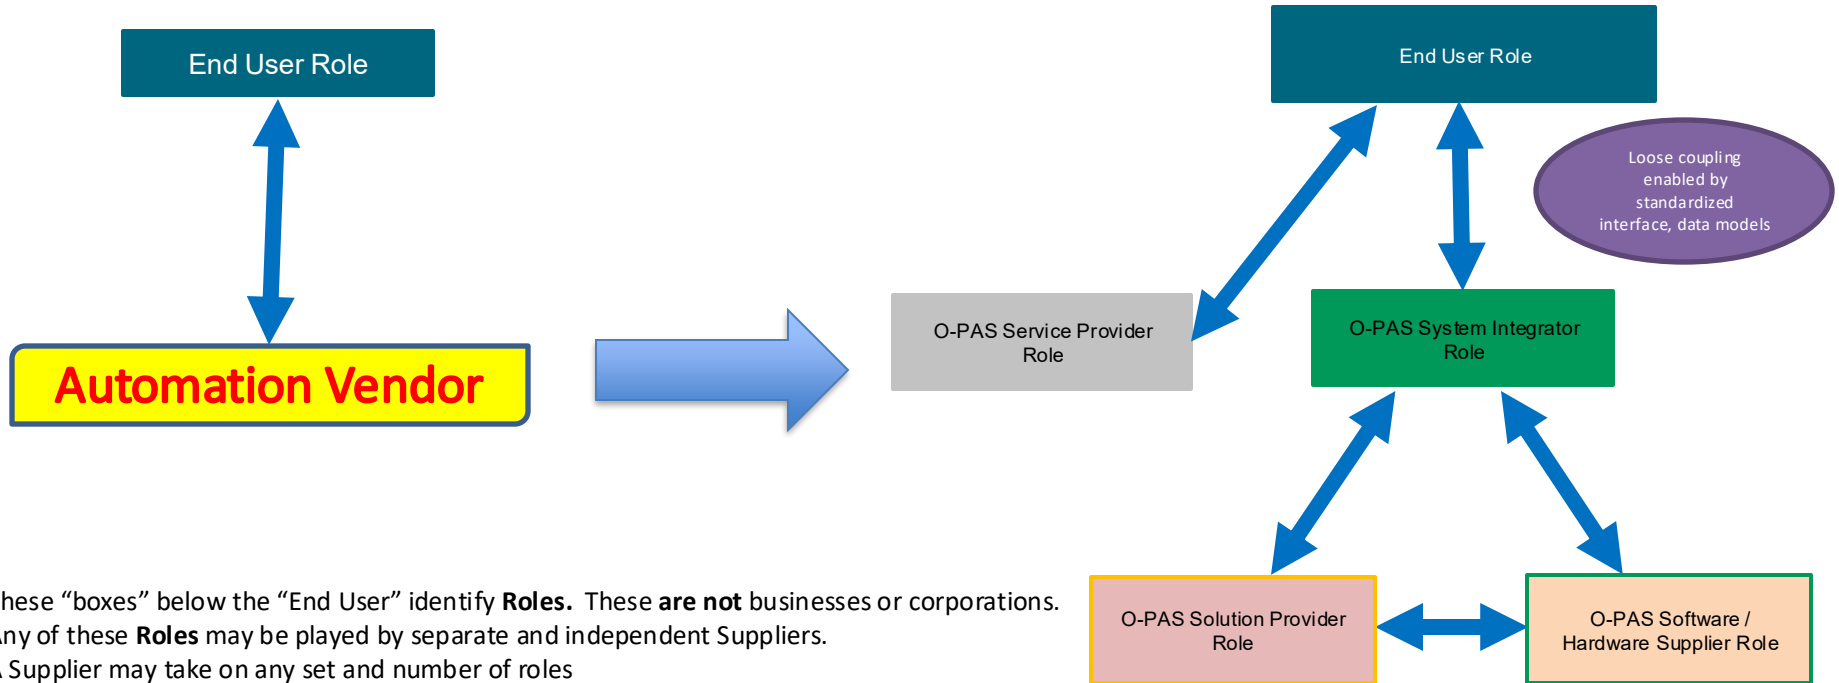 End User Role
Automation Vendor
End User Role
Loose coupling
enabled by
standardized
interface, data models
O-PAS Service Provider
Role
O-PAS System Integrator
Role
O-PAS Solution Provider
Role
O-PAS Software /
Hardware Supplier Role
hese “boxes” below the “End User” identify Roles. These are not businesses or corporations.
Any of these Roles may be played by separate and independent Suppliers.
A Supplier may take on any set and number of roles